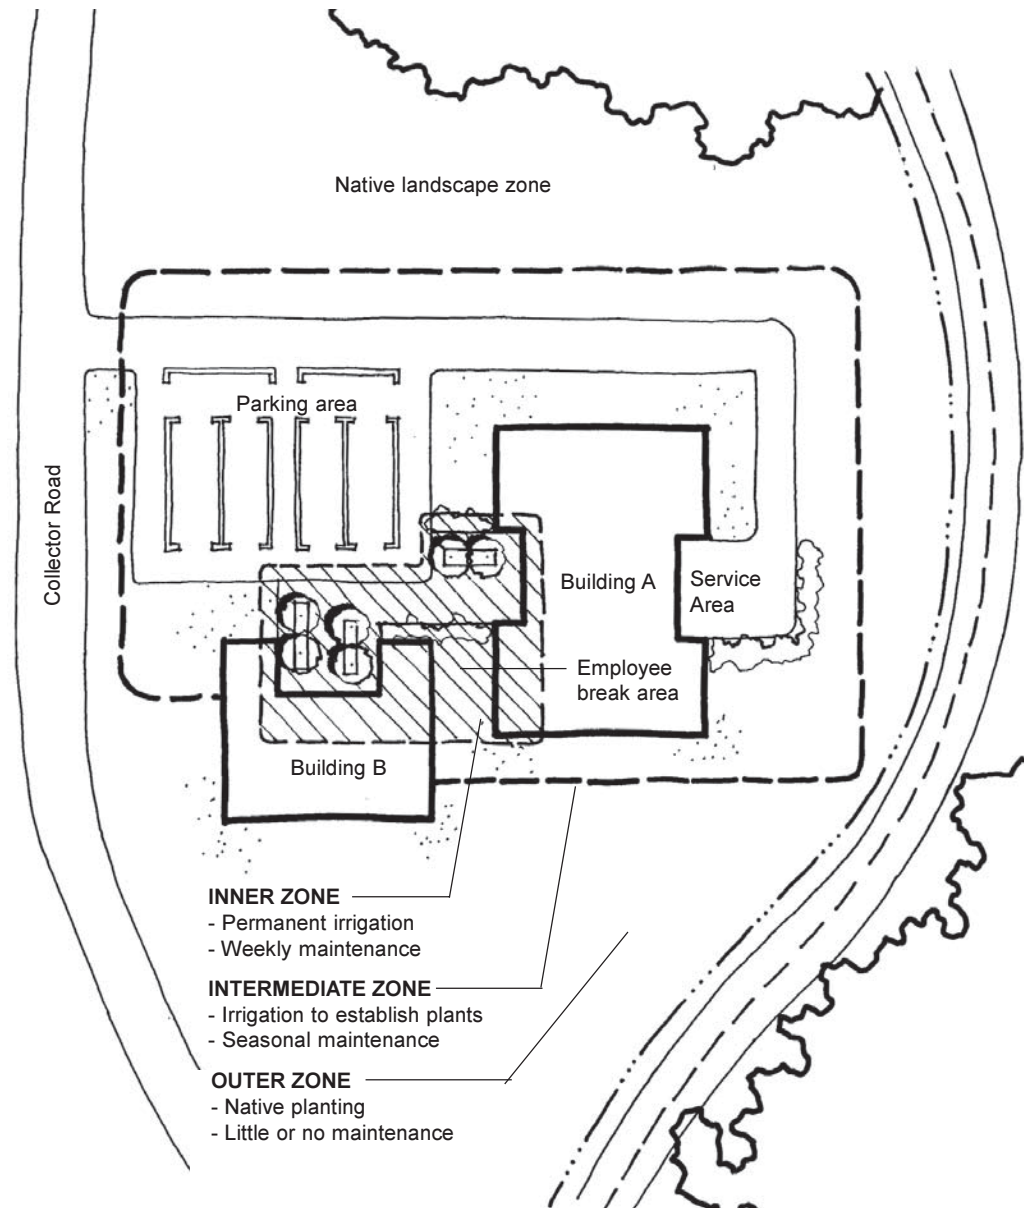 Native landscape zone
Parking area
Collector Road
Building A
Service
Area
Employee
break area
Building B
INNER ZONE
- Permanent irrigation
- Weekly maintenance
INTERMEDIATE ZONE
- Irrigation to establish plants
- Seasonal maintenance
OUTER ZONE
- Native planting
- Little or no maintenance